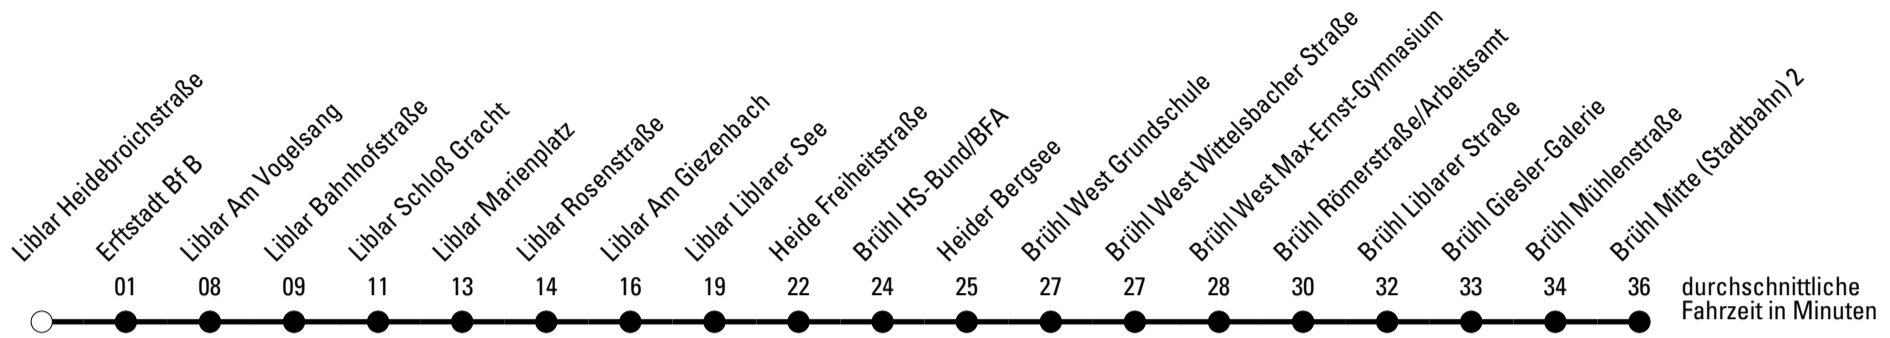 Liblar Heidebroichstraße
Erftstadt Bf B
Liblar Am Vogelsang
Liblar Bahnhofstraße
Liblar Schloß Gracht
Liblar Marienplatz
Liblar Rosenstraße
Liblar Am Giezenbach
Liblar Liblarer See
Heide Freiheitstraße
Brühl HS-Bund/BFA
Heider Bergsee
Brühl West Grundschule
Brühl West Wittelsbacher Straße
Brühl West Max-Ernst-Gymnasium
Brühl Römerstraße/Arbeitsamt
Brühl Liblarer Straße
Brühl Giesler-Galerie
Brühl Mühlenstraße
Brühl Mitte (Stadtbahn) 2
01 08 09 11 13 14 16 19 22 24 25 27 27 28 30 32 33 34 36 durchschnittliche
Fahrzeit in Minuten